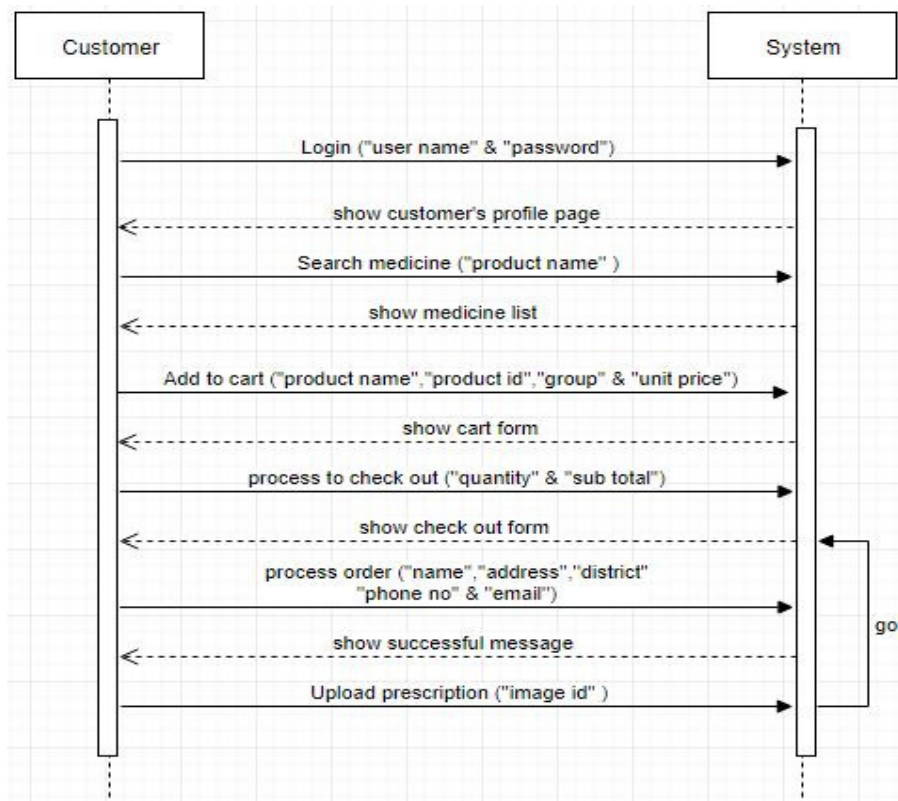 Customer
System
Login ("user name" & "password")
show customer's profile page
Search medicine ("product name" )
show medicine list
Add to cart ("product name","product id","group" & "unit price")
show cart form
process to check out ("quantity" & "sub total")
show check out form
process order ("name","address","district"
"phone no" & "email")
go
show successful message
Upload prescription ("image id" )